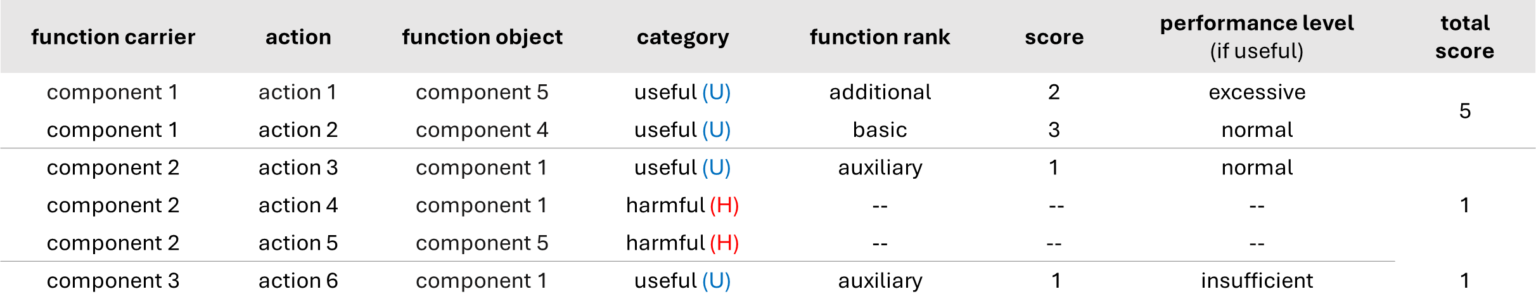 function carrier action function object category function rank score performance level (if useful) total score
component 1 action 1 component 5 useful (U) additional 2 excessive 5
component 1 action 2 component 4 useful (U) basic 3 normal
component 2 action 3 component 1 useful (U) auxiliary 1 normal
component 2 action 4 component 1 harmful (H) -- -- -- 1
component 2 action 5 component 5 harmful (H) -- -- --
component 3 action 6 component 1 useful (U) auxiliary 1 insufficient 1